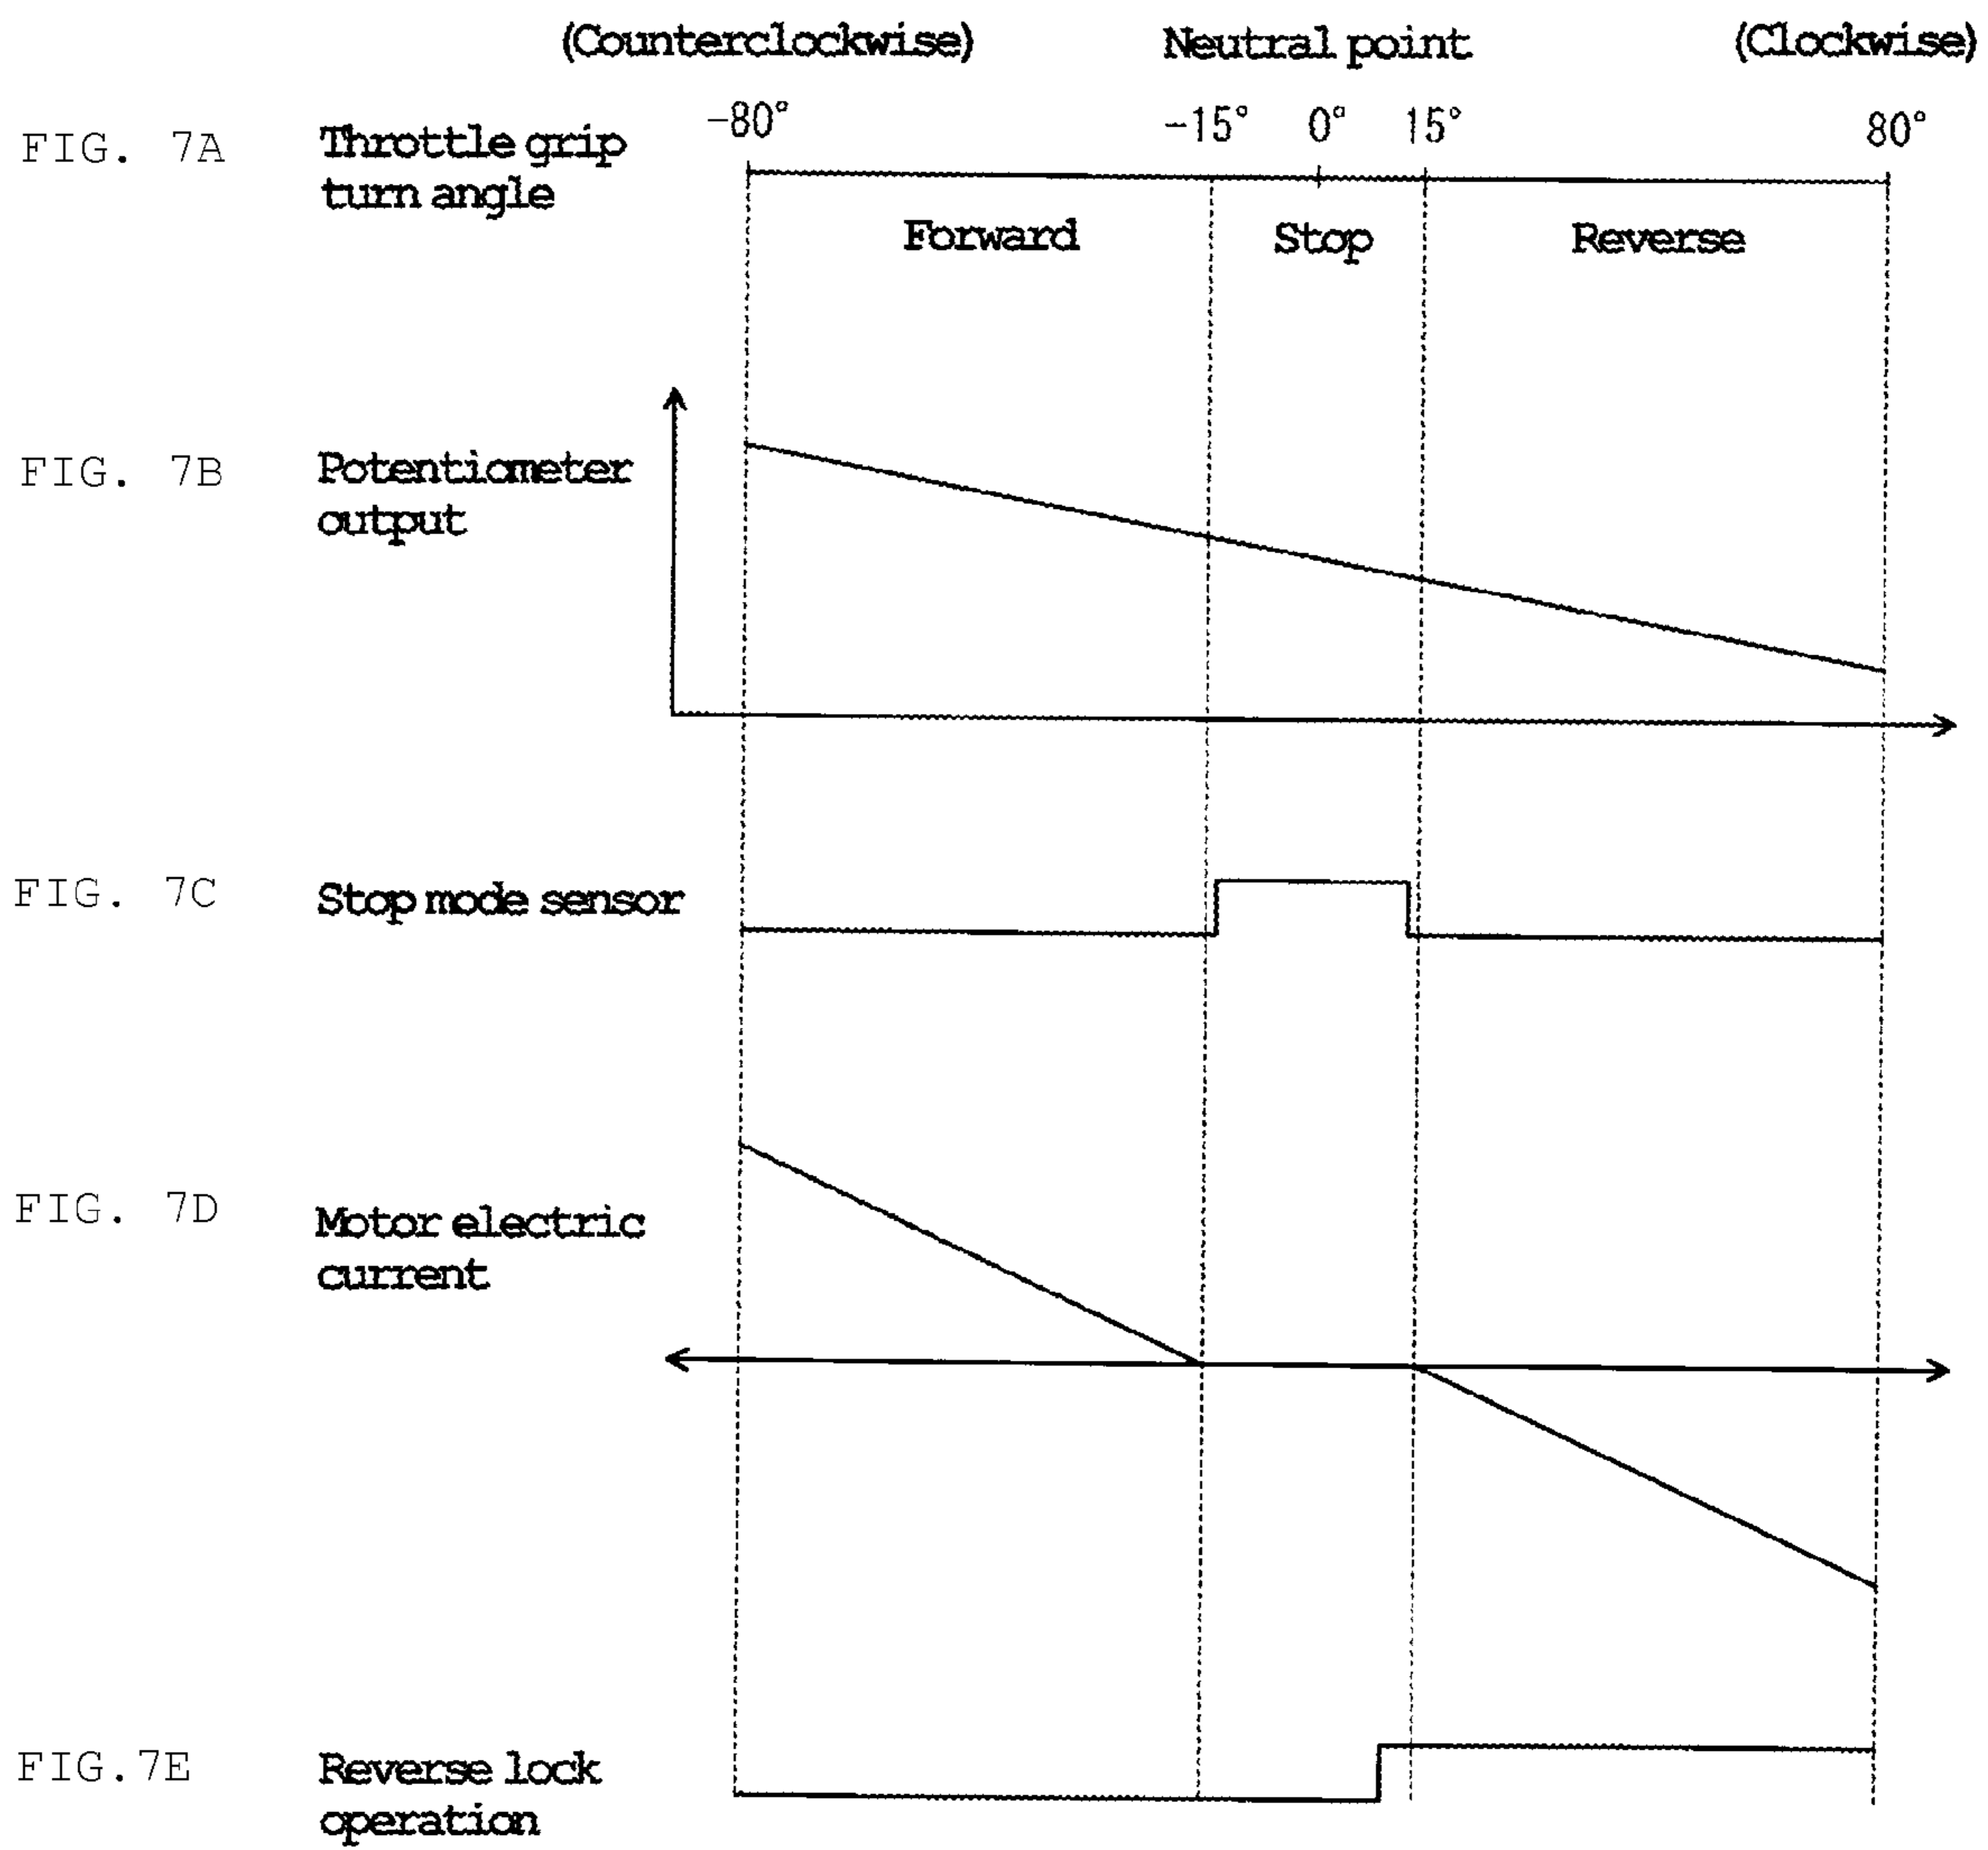 (Counterclockwise) Neutral point (Clockwise)
-80° -15° 0° 15° 80°
FIG. 7A Throttle grip
turn angle
Forward Stop Reverse
FIG. 7B Potentiometer
output
FIG. 7C Stop mode sensor
FIG. 7D Motor electric
current
FIG.7E Reverse lock
operation